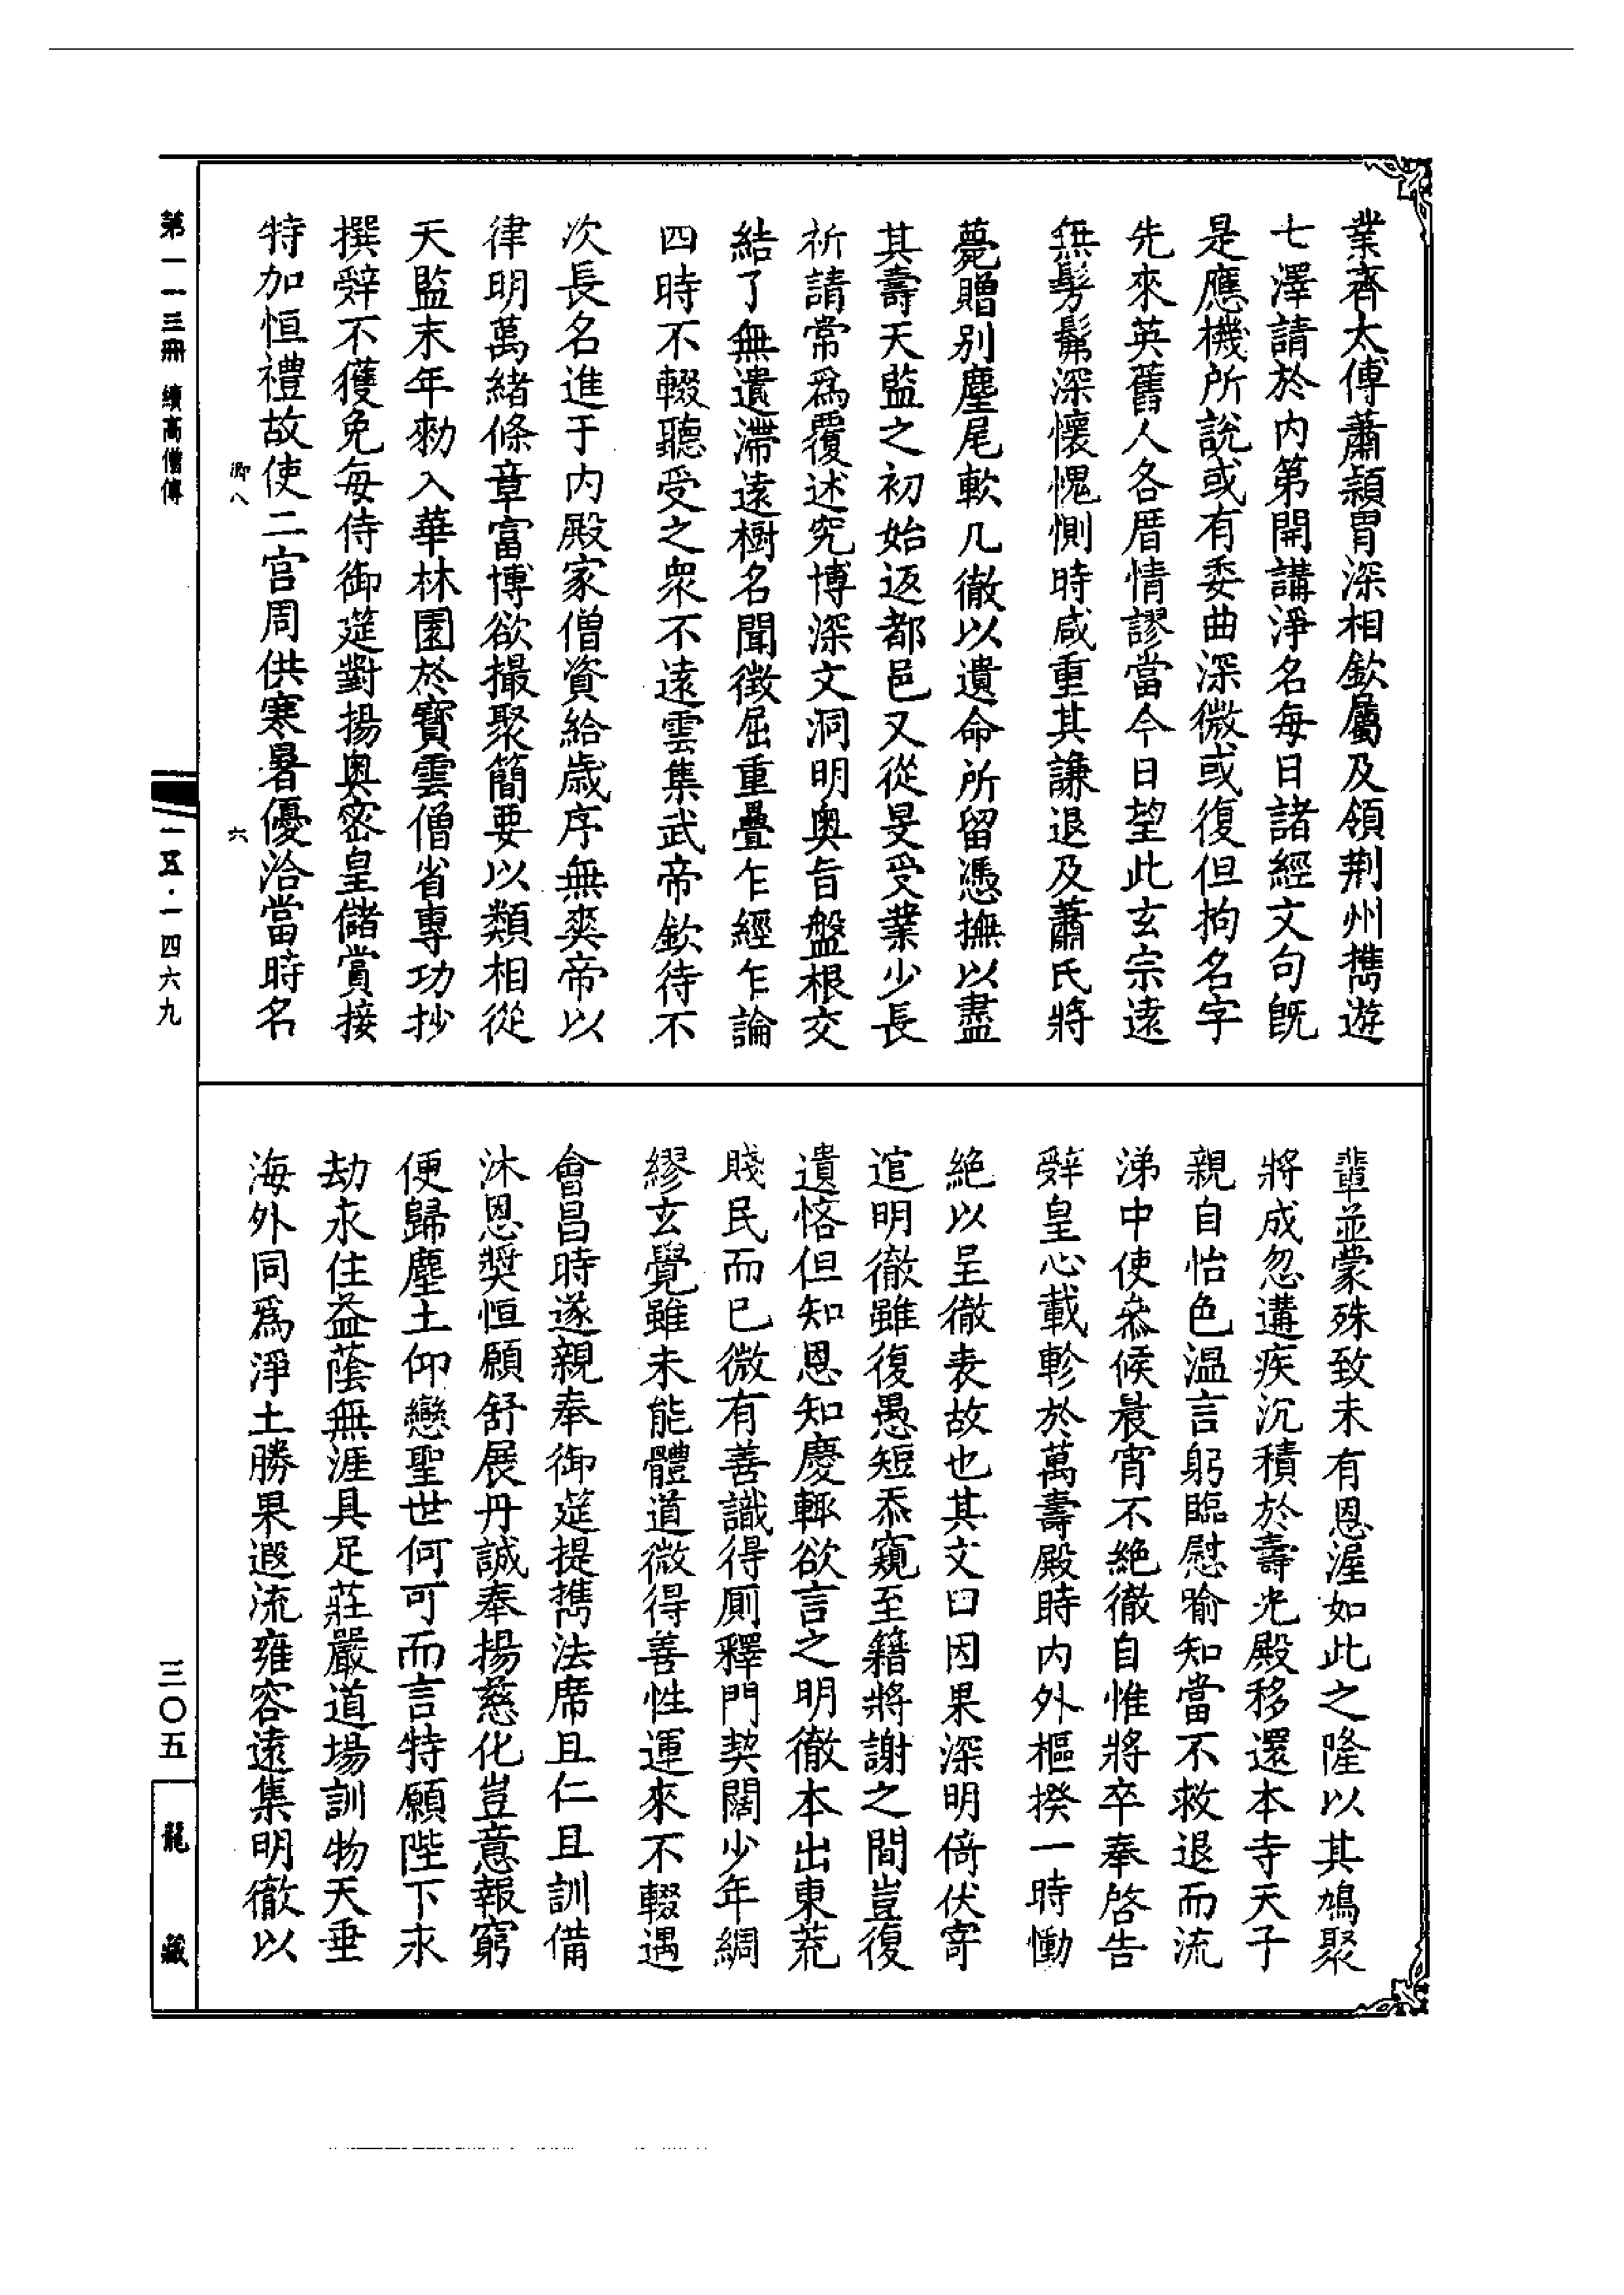 業齊太傅蕭頴胄深相欽屬及領荆州𢹂遊
七澤請於内第開講淨名每日諸經文句旣
是應機所說或有委曲深微或復但拘名字
先來英舊人各厝情謬當今日望此玄宗遠
無髣髴深懷愧惻時咸重其謙退及蕭氏將
薨贈别麈尾軟几徹以遺命所留憑撫以盡
其壽天監之初始返都邑又從旻受業少長
祈請常爲覆述究博深文洞明奥旨盤根交
結了無遺滯遠樹名聞徵屈重疊乍經乍論
四時不輟聽受之衆不遠雲集武帝欽待不
次長名進于内殿家僧資給歲序無爽帝以
律明萬緒條章富博欲撮聚簡要以類相從
天監末年勑入華林園於寳雲僧省專功抄
撰辤不獲免每侍御筵對揚奥密皇儲賞接
特加恒禮故使二宫周供寒暑優洽當時名
輩並蒙殊致未有恩渥如此之隆以其鳩聚
將成忽遘疾沉積於壽光殿移還本寺天子
親自怡色温言躬臨慰喻知當不救退而流
涕中使叅候晨宵不絶徹自惟將卒奉啓告
辤皇心載軫於萬壽殿時内外樞揆一時慟
絶以呈徹表故也其文曰因果深明倚伏寄
逭明徹雖復愚短忝窺至籍將謝之間豈復
遺悋但知恩知慶輙欲言之明徹本出東荒
賤民而已微有善識得厠釋門契闊少年綢
繆玄覺雖未能體道微得善性運來不輟遇
會昌時遂親奉御筵提𢹂法席且仁且訓備
沐恩奬恒願舒展丹誠奉揚慈化豈意報窮
便歸塵土仰戀聖世何可而言特願陛下永
劫永住益蔭無涯具足莊嚴道場訓物天垂
海外同爲淨土勝果遐流雍容遠集明徹以
御八
六
第一一三冊 續高僧傳
一五·一四六九
三〇五
龍藏